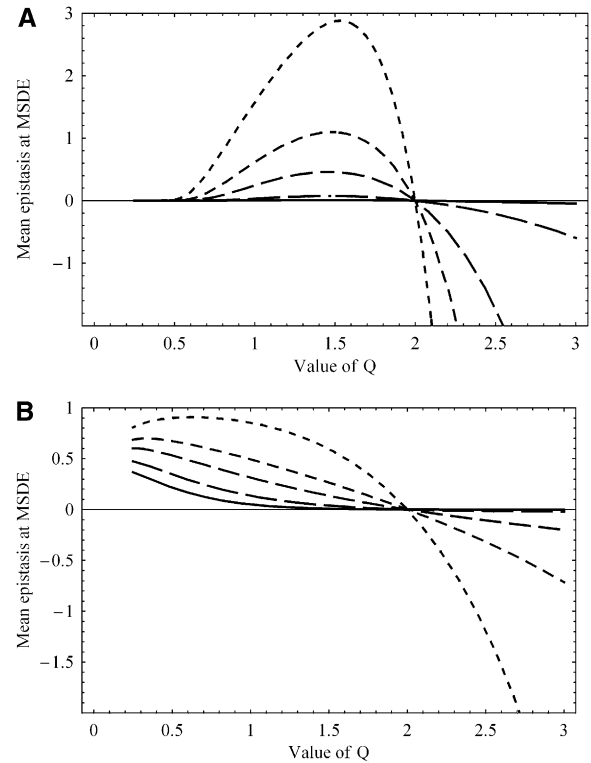 A
3
2
1
0
−1
Mean epistasis at MSDE
0 0.5 1 1.5 2 2.5 3
Value of Q
B
1
0.5
0
−0.5
−1
−1.5
Mean epistasis at MSDE
0 0.5 1 1.5 2 2.5 3
Value of Q